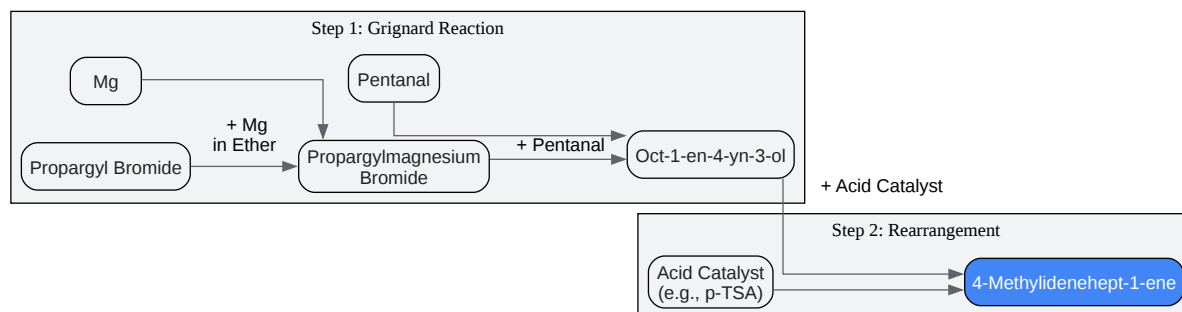 Step 1: Grignard Reaction
Mg
Pentanal
+ Mg
in Ether
Propargyl Bromide
Propargylmagnesium
Bromide
+ Pentanal
Oct-1-en-4-yn-3-ol
+ Acid Catalyst
Step 2: Rearrangement
Acid Catalyst
(e.g., p-TSA)
4-Methylidenehept-1-ene